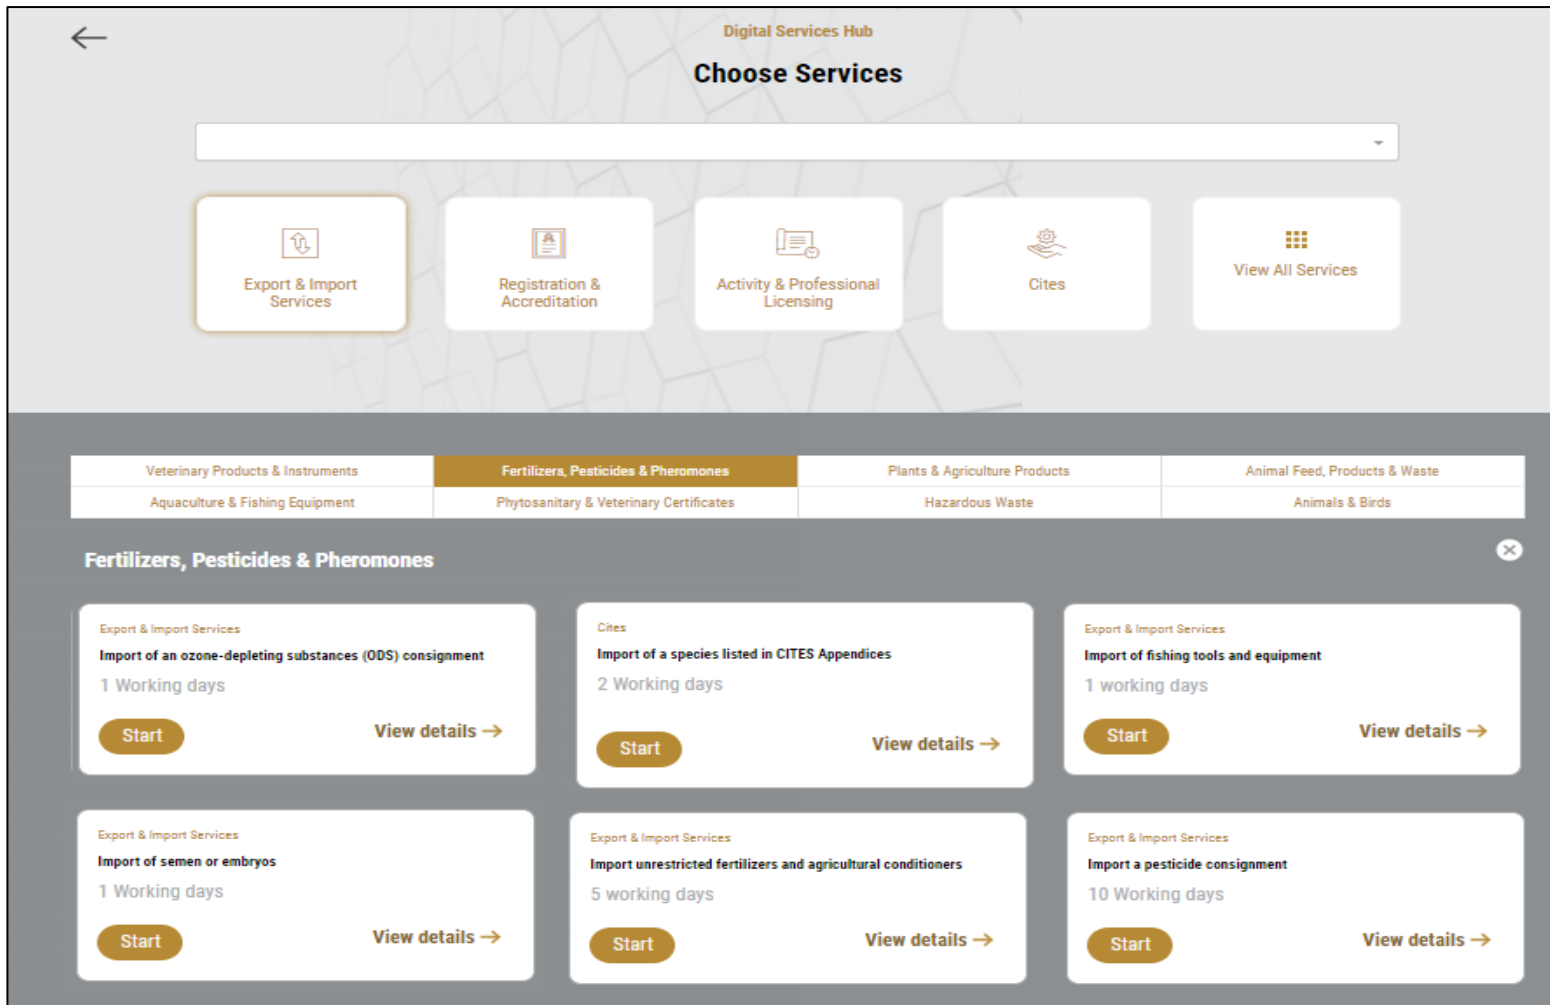 Digital Services Hub
Choose Services
Export & Import
Services
Registration &
Accreditation
Activity & Professional
Licensing
Cites
View All Services
Veterinary Products & Instruments
Fertilizers, Pesticides & Pheromones
Plants & Agriculture Products
Animal Feed, Products & Waste
Aquaculture & Fishing Equipment
Phytosanitary & Veterinary Certificates
Hazardous Waste
Animals & Birds
Fertilizers, Pesticides & Pheromones
Export & Import Services
Import of an ozone-depleting substances (ODS) consignment
1 Working days
Start
View details →
Cites
Import of a species listed in CITES Appendices
2 Working days
Start
View details →
Export & Import Services
Import of fishing tools and equipment
1 working days
Start
View details →
Export & Import Services
Import of semen or embryos
1 Working days
Start
View details →
Export & Import Services
Import unrestricted fertilizers and agricultural conditioners
5 working days
Start
View details →
Export & Import Services
Import a pesticide consignment
10 Working days
Start
View details →